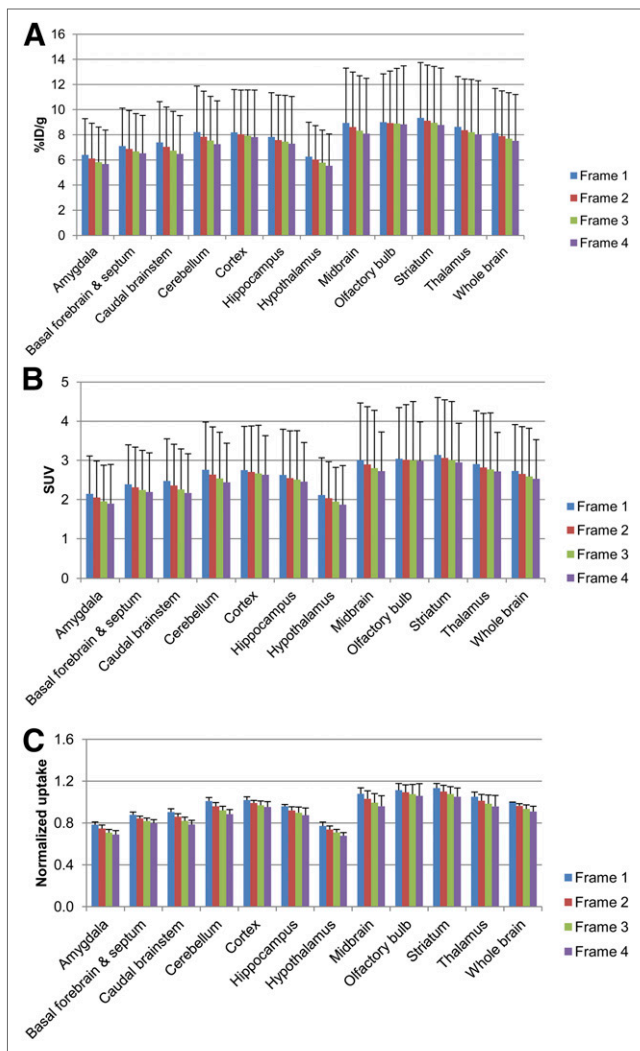 A
16
14
12
10
8
6
4
2
0
%ID/g
Amygdala
Basal forebrain & septum
Caudal brainstem
Cerebellum
Cortex
Hippocampus
Hypothalamus
Midbrain
Olfactory bulb
Striatum
Thalamus
Whole brain
Frame 1
Frame 2
Frame 3
Frame 4
B
5
4
3
2
1
0
SUV
Amygdala
Basal forebrain & septum
Caudal brainstem
Cerebellum
Cortex
Hippocampus
Hypothalamus
Midbrain
Olfactory bulb
Striatum
Thalamus
Whole brain
Frame 1
Frame 2
Frame 3
Frame 4
C
1.6
1.2
0.8
0.4
0.0
Normalized uptake
Amygdala
Basal forebrain & septum
Caudal brainstem
Cerebellum
Cortex
Hippocampus
Hypothalamus
Midbrain
Olfactory bulb
Striatum
Thalamus
Whole brain
Frame 1
Frame 2
Frame 3
Frame 4